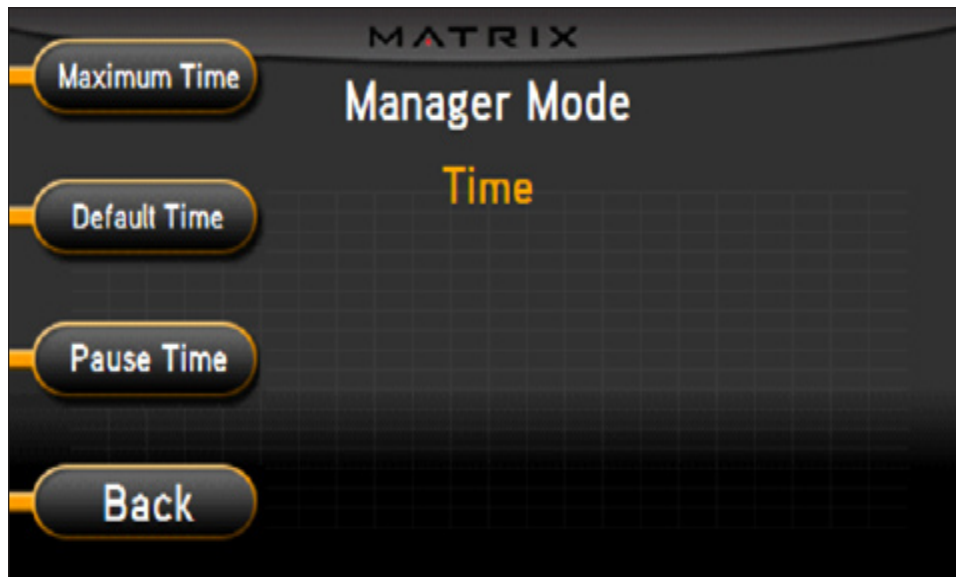 MATRIX
Manager Mode
Time
Maximum Time
Default Time
Pause Time
Back